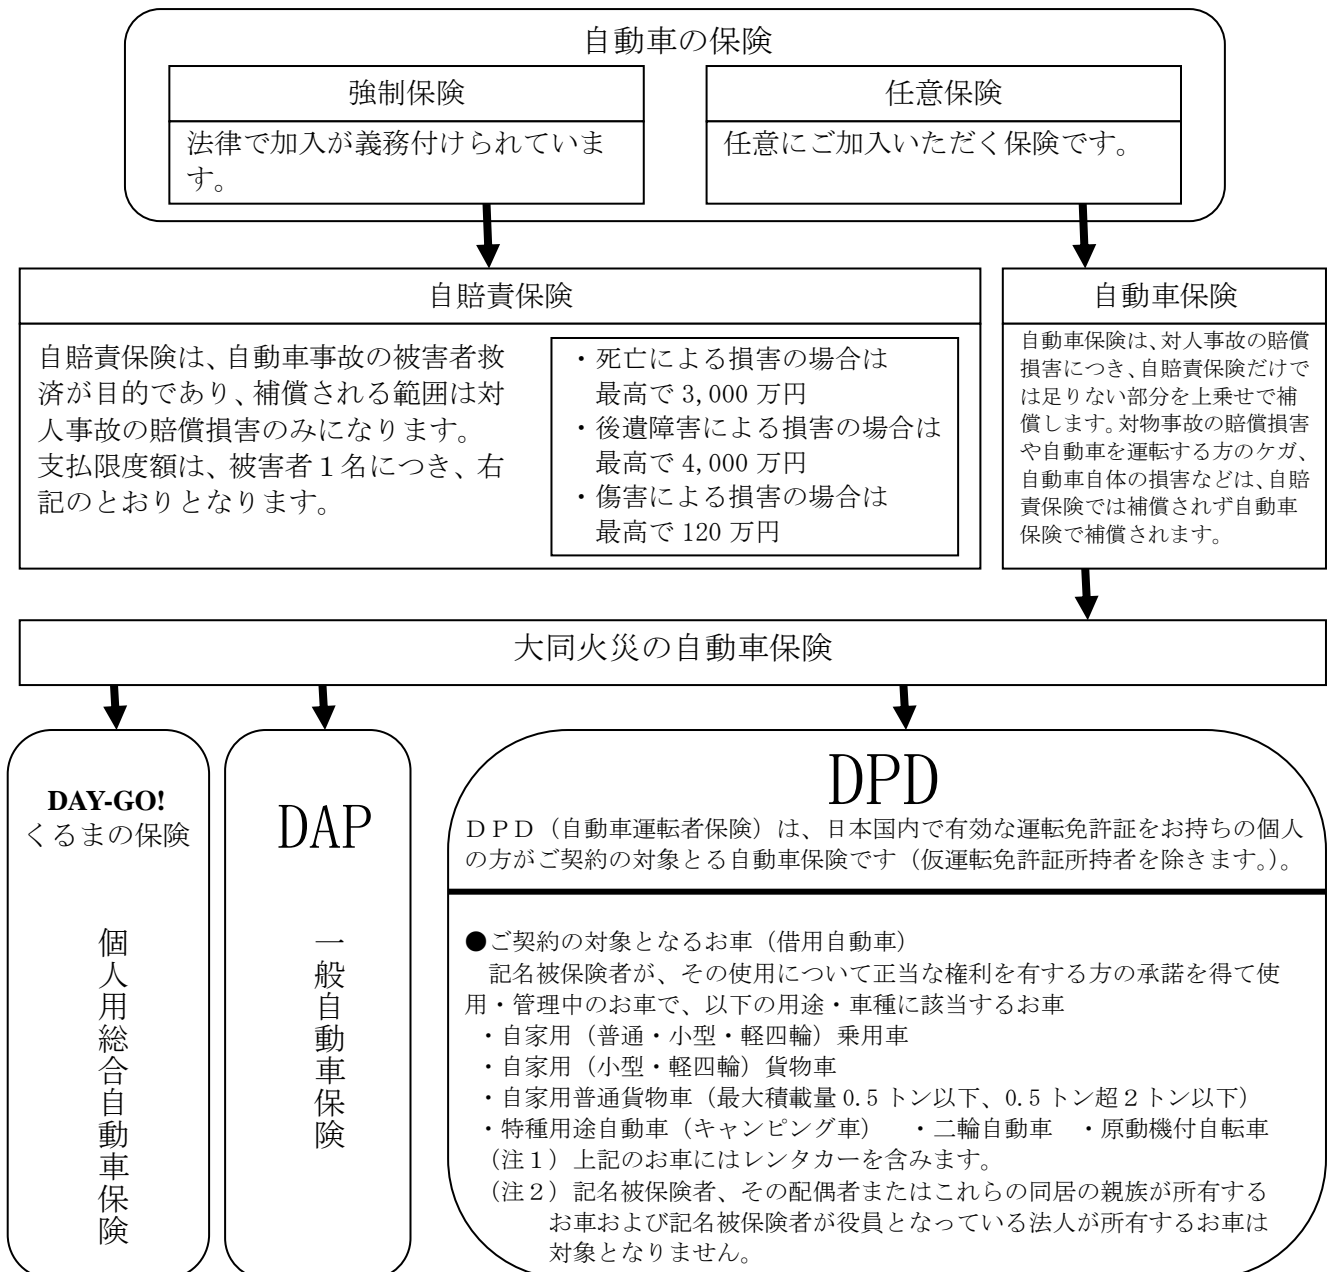 自動車の保険
強制保険
法律で加入が義務付けられていま
す。
任意保険
任意にご加入いただく保険です。
自賠責保険
自賠責保険は、自動車事故の被害者救
済が目的であり、補償される範囲は対
人事故の賠償損害のみになります。
支払限度額は、被害者1名につき、右
記のとおりとなります。
・死亡による損害の場合は
最高で 3,000 万円
・後遺障害による損害の場合は
最高で 4,000 万円
・傷害による損害の場合は
最高で 120 万円
自動車保険
自動車保険は、対人事故の賠償
損害につき、自賠責保険だけで
は足りない部分を上乗せで補
償します。対物事故の賠償損害
や自動車を運転する方のケガ、
自動車自体の損害などは、自賠
責保険では補償されず自動車
保険で補償されます。
大同火災の自動車保険
DAY-GO!
くるまの保険
個人用総合自動車保険
DAP
一般自動車保険
DPD
DPD(自動車運転者保険)は、日本国内で有効な運転免許証をお持ちの個人
の方がご契約の対象とる自動車保険です(仮運転免許証所持者を除きます。)。
●ご契約の対象となるお車(借用自動車)
記名被保険者が、その使用について正当な権利を有する方の承諾を得て使
用・管理中のお車で、以下の用途・車種に該当するお車
・自家用(普通・小型・軽四輪)乗用車
・自家用(小型・軽四輪)貨物車
・自家用普通貨物車(最大積載量 0.5 トン以下、0.5 トン超2トン以下)
・特種用途自動車(キャンピング車) ・二輪自動車 ・原動機付自転車
(注1)上記のお車にはレンタカーを含みます。
(注2)記名被保険者、その配偶者またはこれらの同居の親族が所有する
お車および記名被保険者が役員となっている法人が所有するお車は
対象となりません。